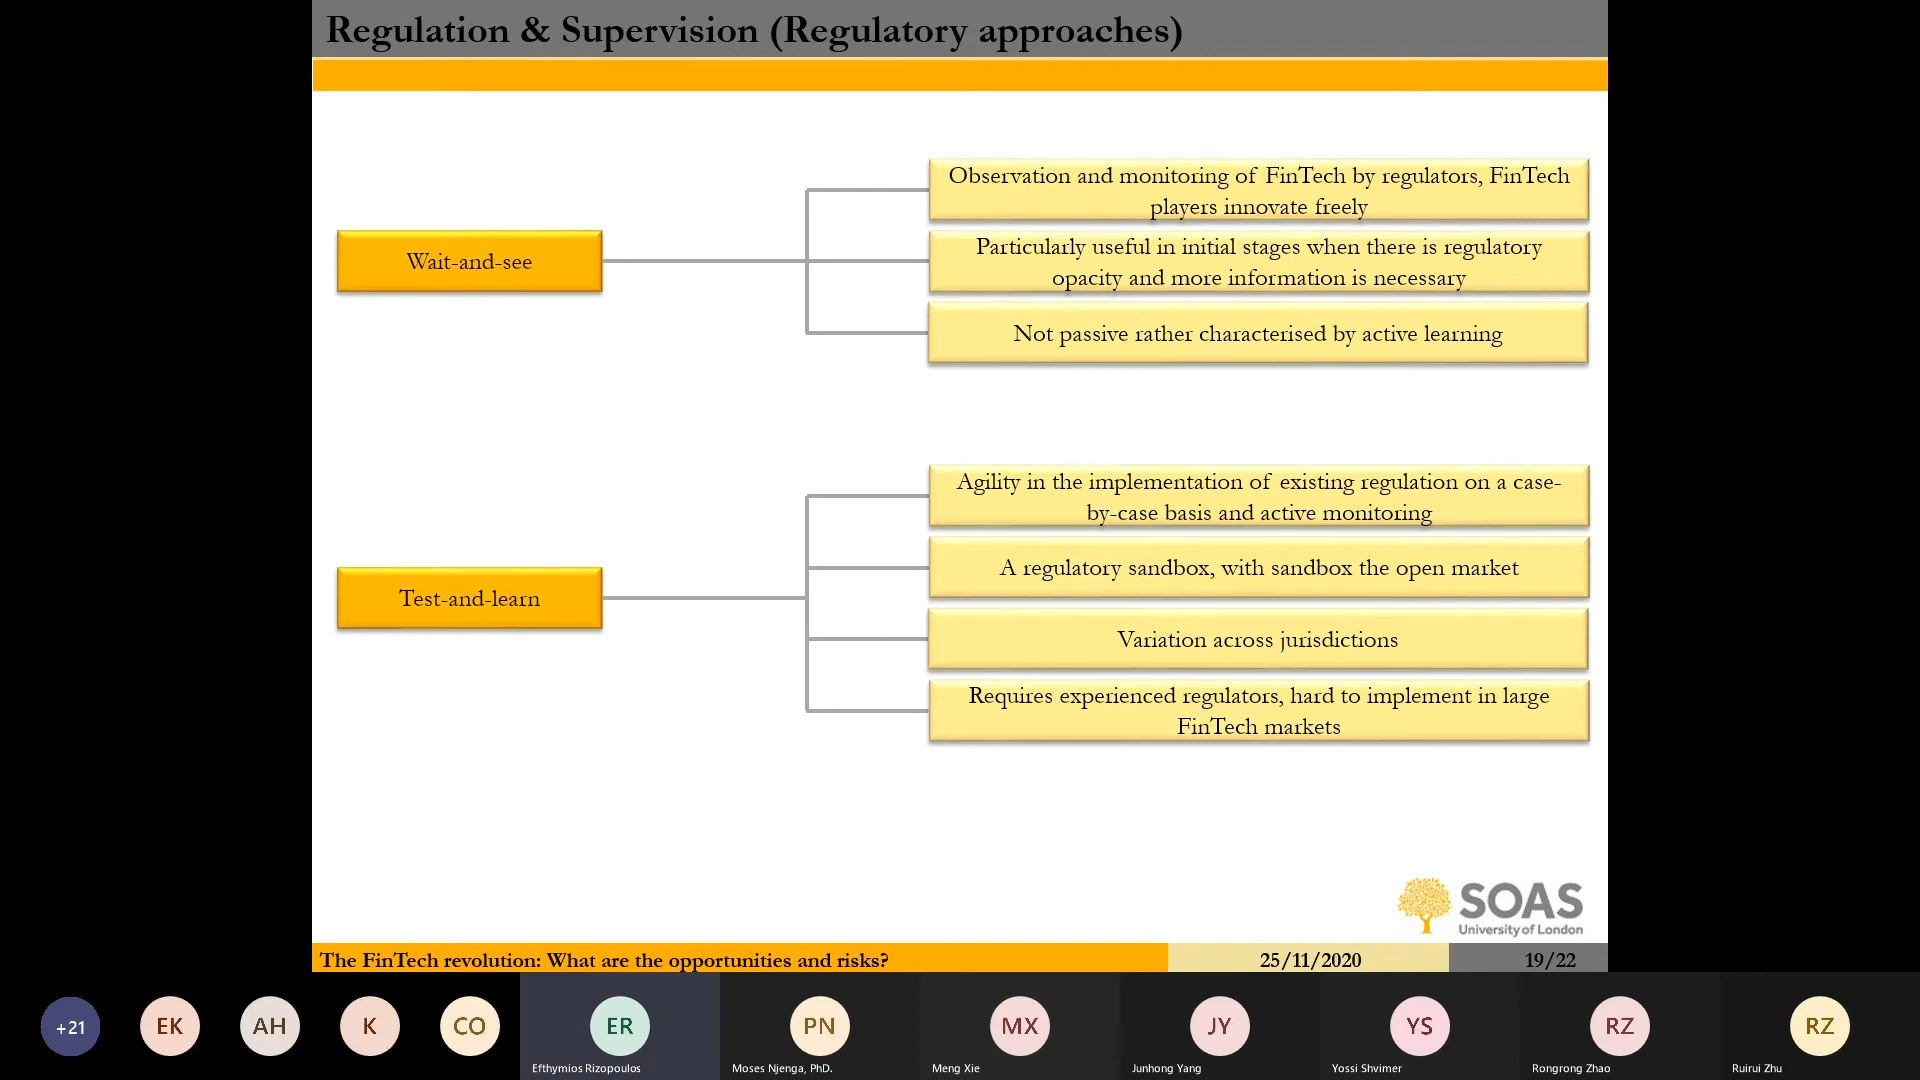 Regulation & Supervision (Regulatory approaches)
Observation and monitoring of FinTech by regulators, FinTech
players innovate freely
Wait-and-see
Particularly useful in initial stages when there is regulatory
opacity and more information is necessary
Not passive rather characterised by active learning
Agility in the implementation of existing regulation on a case-
by-case basis and active monitoring
A regulatory sandbox, with sandbox the open market
Test-and-learn
Variation across jurisdictions
Requires experienced regulators, hard to implement in large
FinTech markets
SOAS
University of London
The FinTech revolution: What are the opportunities and risks?
25/11/2020
19/22
+21
EK
AH
K
CO
ER
PN
MX
JY
YS
RZ
RZ
Efthymios Rizopoulos
Moses Njenga, PhD.
Meng Xie
Junhong Yang
Yossi Shvimer
Rongrong Zhao
Ruirui Zhu